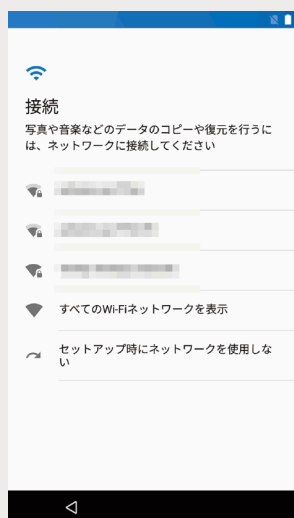 接続
写真や音楽などのデータのコピーや復元を行うに
は、ネットワークに接続してください
すべてのWi-Fiネットワークを表示
セットアップ時にネットワークを使用しな
い